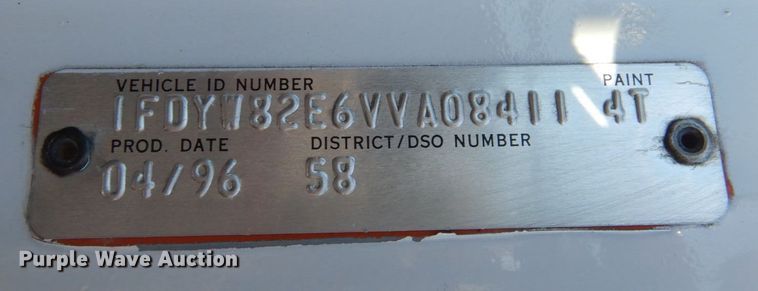 VEHICLE ID NUMBER PAINT
1FDYW82E6VVA08411 4T
PROD. DATE DISTRICT/DSO NUMBER
04/96 58
Purple Wave Auction